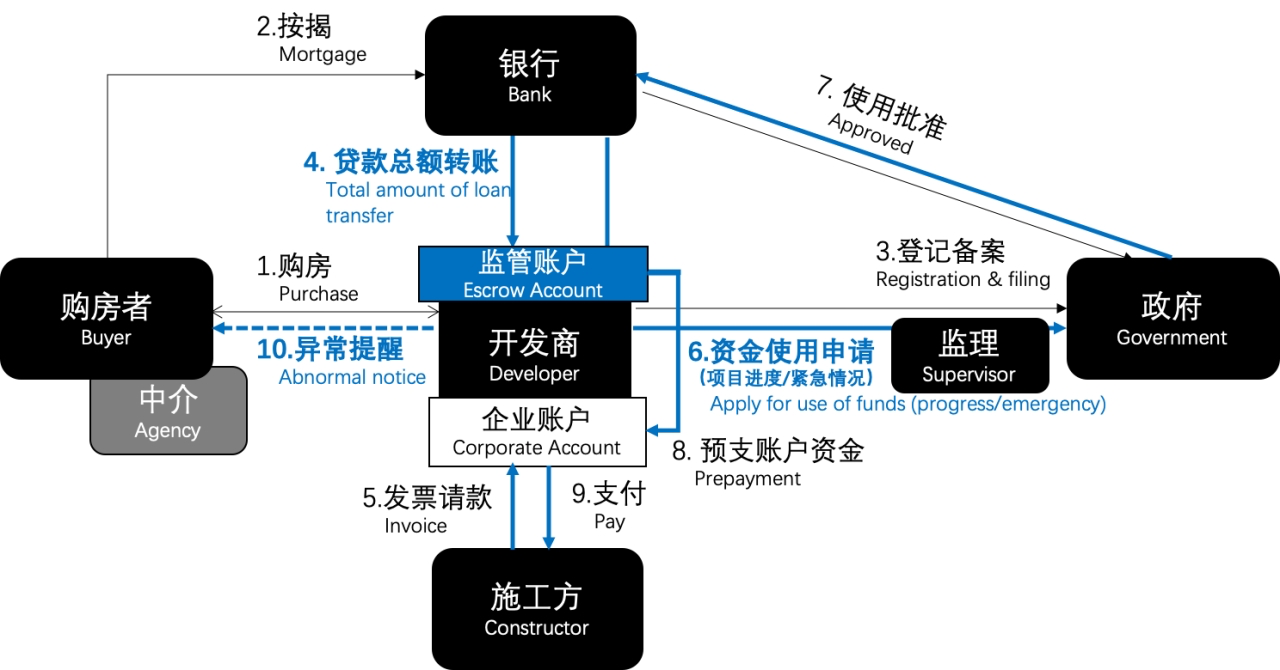 2.按揭
Mortgage
银行
Bank
7. 使用批准
Approved
4. 贷款总额转账
Total amount of loan
transfer
监管账户
Escrow Account
3.登记备案
Registration & filing
购房者
Buyer
1.购房
Purchase
政府
Government
开发商
Developer
监理
Supervisor
10.异常提醒
Abnormal notice
6.资金使用申请
(项目进度/紧急情况)
Apply for use of funds (progress/emergency)
中介
Agency
企业账户
Corporate Account
8. 预支账户资金
Prepayment
5.发票请款
Invoice
9.支付
Pay
施工方
Constructor